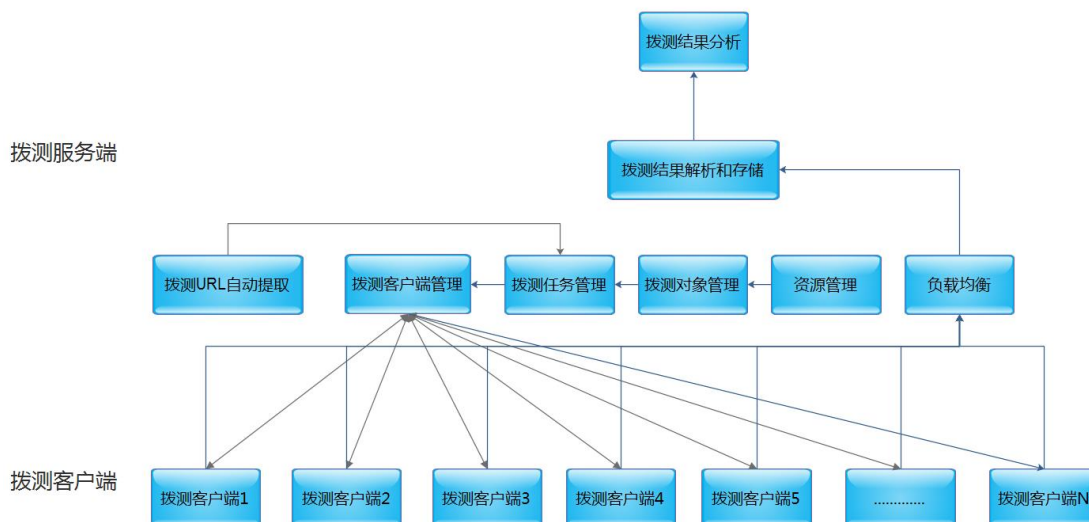 拨测结果分析
拨测服务端
拨测结果解析和存储
拨测URL自动提取
拨测客户端管理
拨测任务管理
拨测对象管理
资源管理
负载均衡
拨测客户端
拨测客户端1
拨测客户端2
拨测客户端3
拨测客户端4
拨测客户端5
............
拨测客户端N